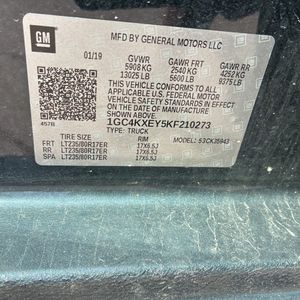 GM
MFD BY GENERAL MOTORS LLC
01/19
GVWR GAWR FRT GAWR RR
5908 KG 2540 KG 4252 KG
13025 LB 5600 LB 9375 LB
THIS VEHICLE CONFORMS TO ALL
APPLICABLE U.S. FEDERAL MOTOR
VEHICLE SAFETY STANDARDS IN
EFFECT ON THE DATE OF
MANUFACTURE SHOWN ABOVE.
1GC4KXEY5KF210273
TYPE: TRUCK
4578
TIRE SIZE RIM MODEL:
FRT LT235/80R17ER 17X6.5J
RR LT235/80R17ER 17X6.5J
SPA LT235/80R17ER 17X6.5J